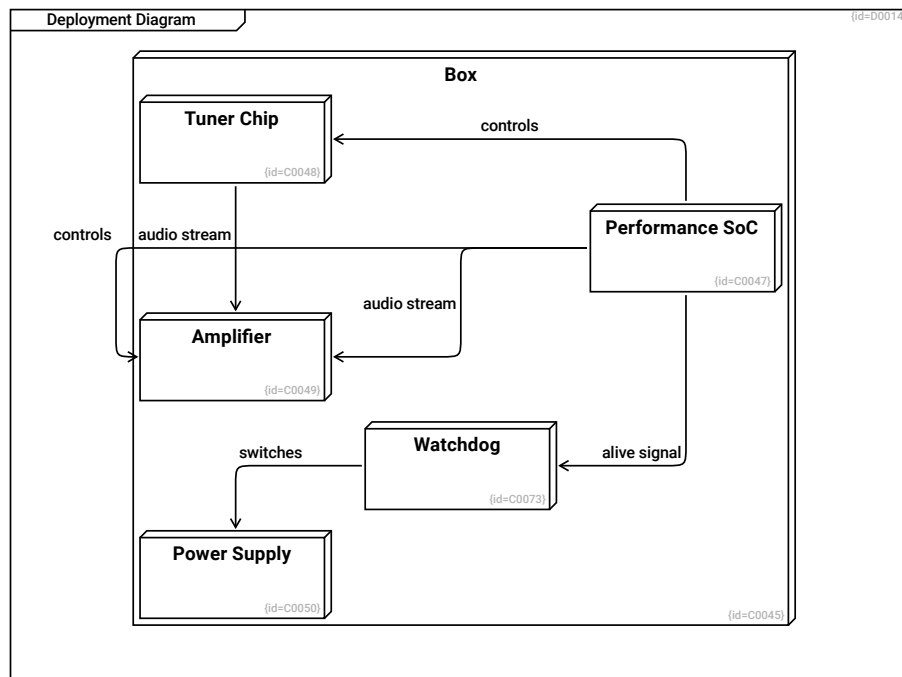 Deployment Diagram
{id=D0014
Box
Tuner Chip
{id=C0048}
controls
Performance SoC
{id=C0047}
controls
audio stream
audio stream
Amplifier
{id=C0049}
Watchdog
{id=C0073}
switches
alive signal
Power Supply
{id=C0050}
{id=C0045}